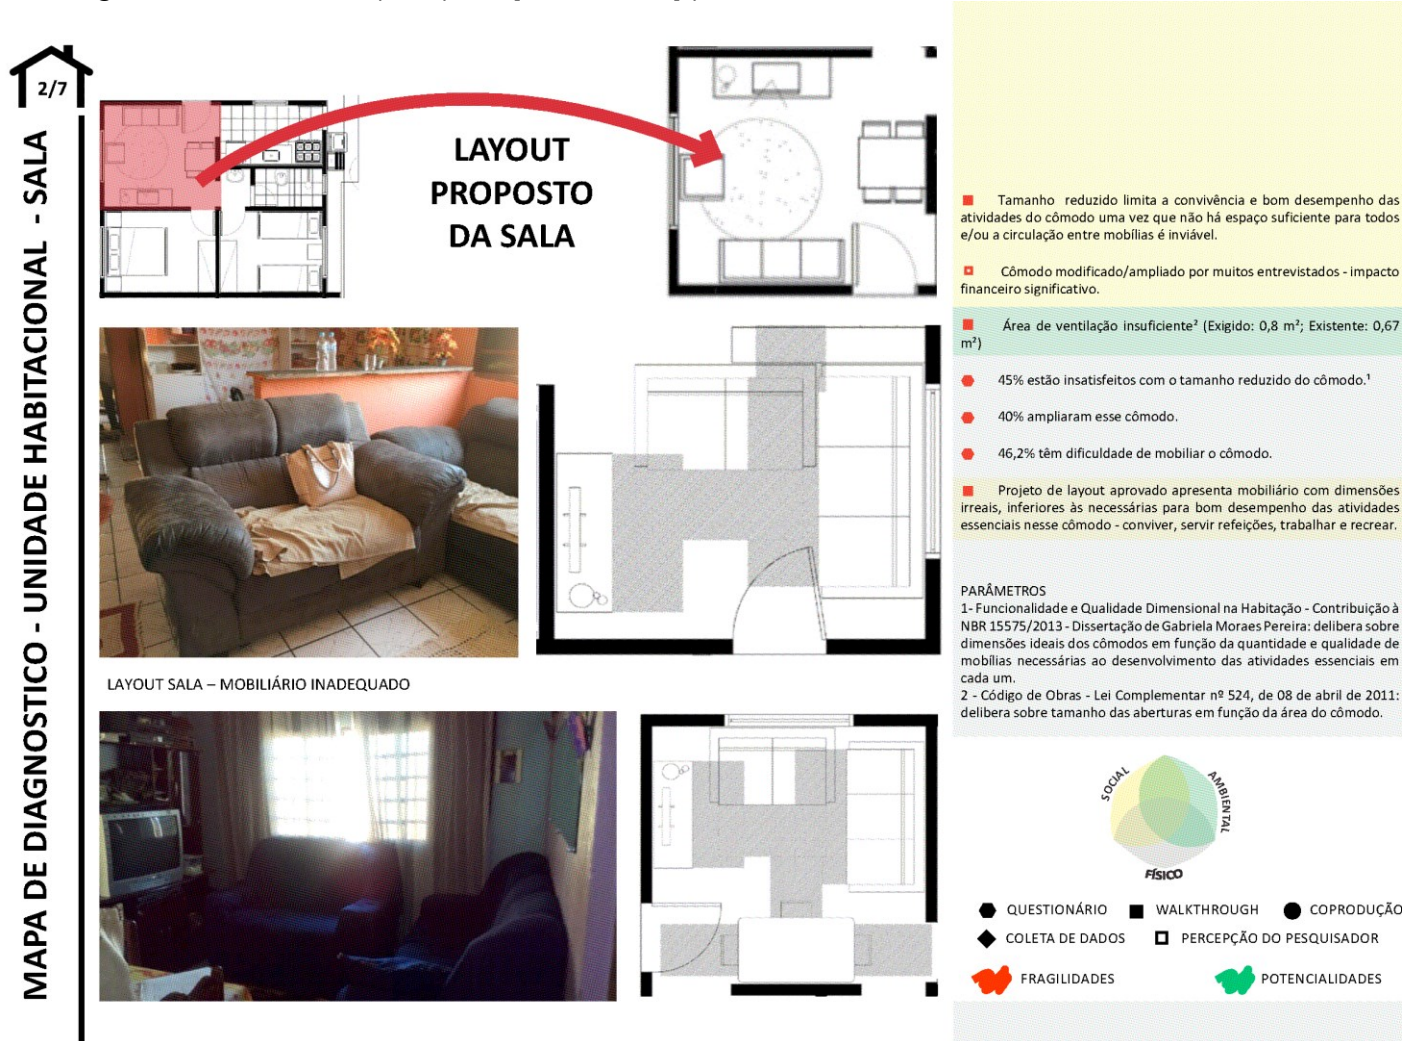 2/7
MAPA DE DIAGNOSTICO - UNIDADE HABITACIONAL - SALA
LAYOUT
PROPOSTO
DA SALA
LAYOUT SALA – MOBILIÁRIO INADEQUADO
Tamanho reduzido limita a convivência e bom desempenho das
atividades do cômodo uma vez que não há espaço suficiente para todos
e/ou a circulação entre mobílias é inviável.
Cômodo modificado/ampliado por muitos entrevistados - impacto
financeiro significativo.
Área de ventilação insuficiente² (Exigido: 0,8 m²; Existente: 0,67
m²)
45% estão insatisfeitos com o tamanho reduzido do cômodo.¹
40% ampliaram esse cômodo.
46,2% têm dificuldade de mobiliar o cômodo.
Projeto de layout aprovado apresenta mobiliário com dimensões
irreais, inferiores às necessárias para bom desempenho das atividades
essenciais nesse cômodo - conviver, servir refeições, trabalhar e recrear.
PARÂMETROS
1- Funcionalidade e Qualidade Dimensional na Habitação - Contribuição à
NBR 15575/2013 - Dissertação de Gabriela Moraes Pereira: delibera sobre
dimensões ideais dos cômodos em função da quantidade e qualidade de
mobílias necessárias ao desenvolvimento das atividades essenciais em
cada um.
2 - Código de Obras - Lei Complementar nº 524, de 08 de abril de 2011:
delibera sobre tamanho das aberturas em função da área do cômodo.
SOCIAL
AMBIENTAL
FÍSICO
QUESTIONÁRIO WALKTHROUGH COPRODUÇÃO
COLETA DE DADOS PERCEPÇÃO DO PESQUISADOR
FRAGILIDADES POTENCIALIDADES